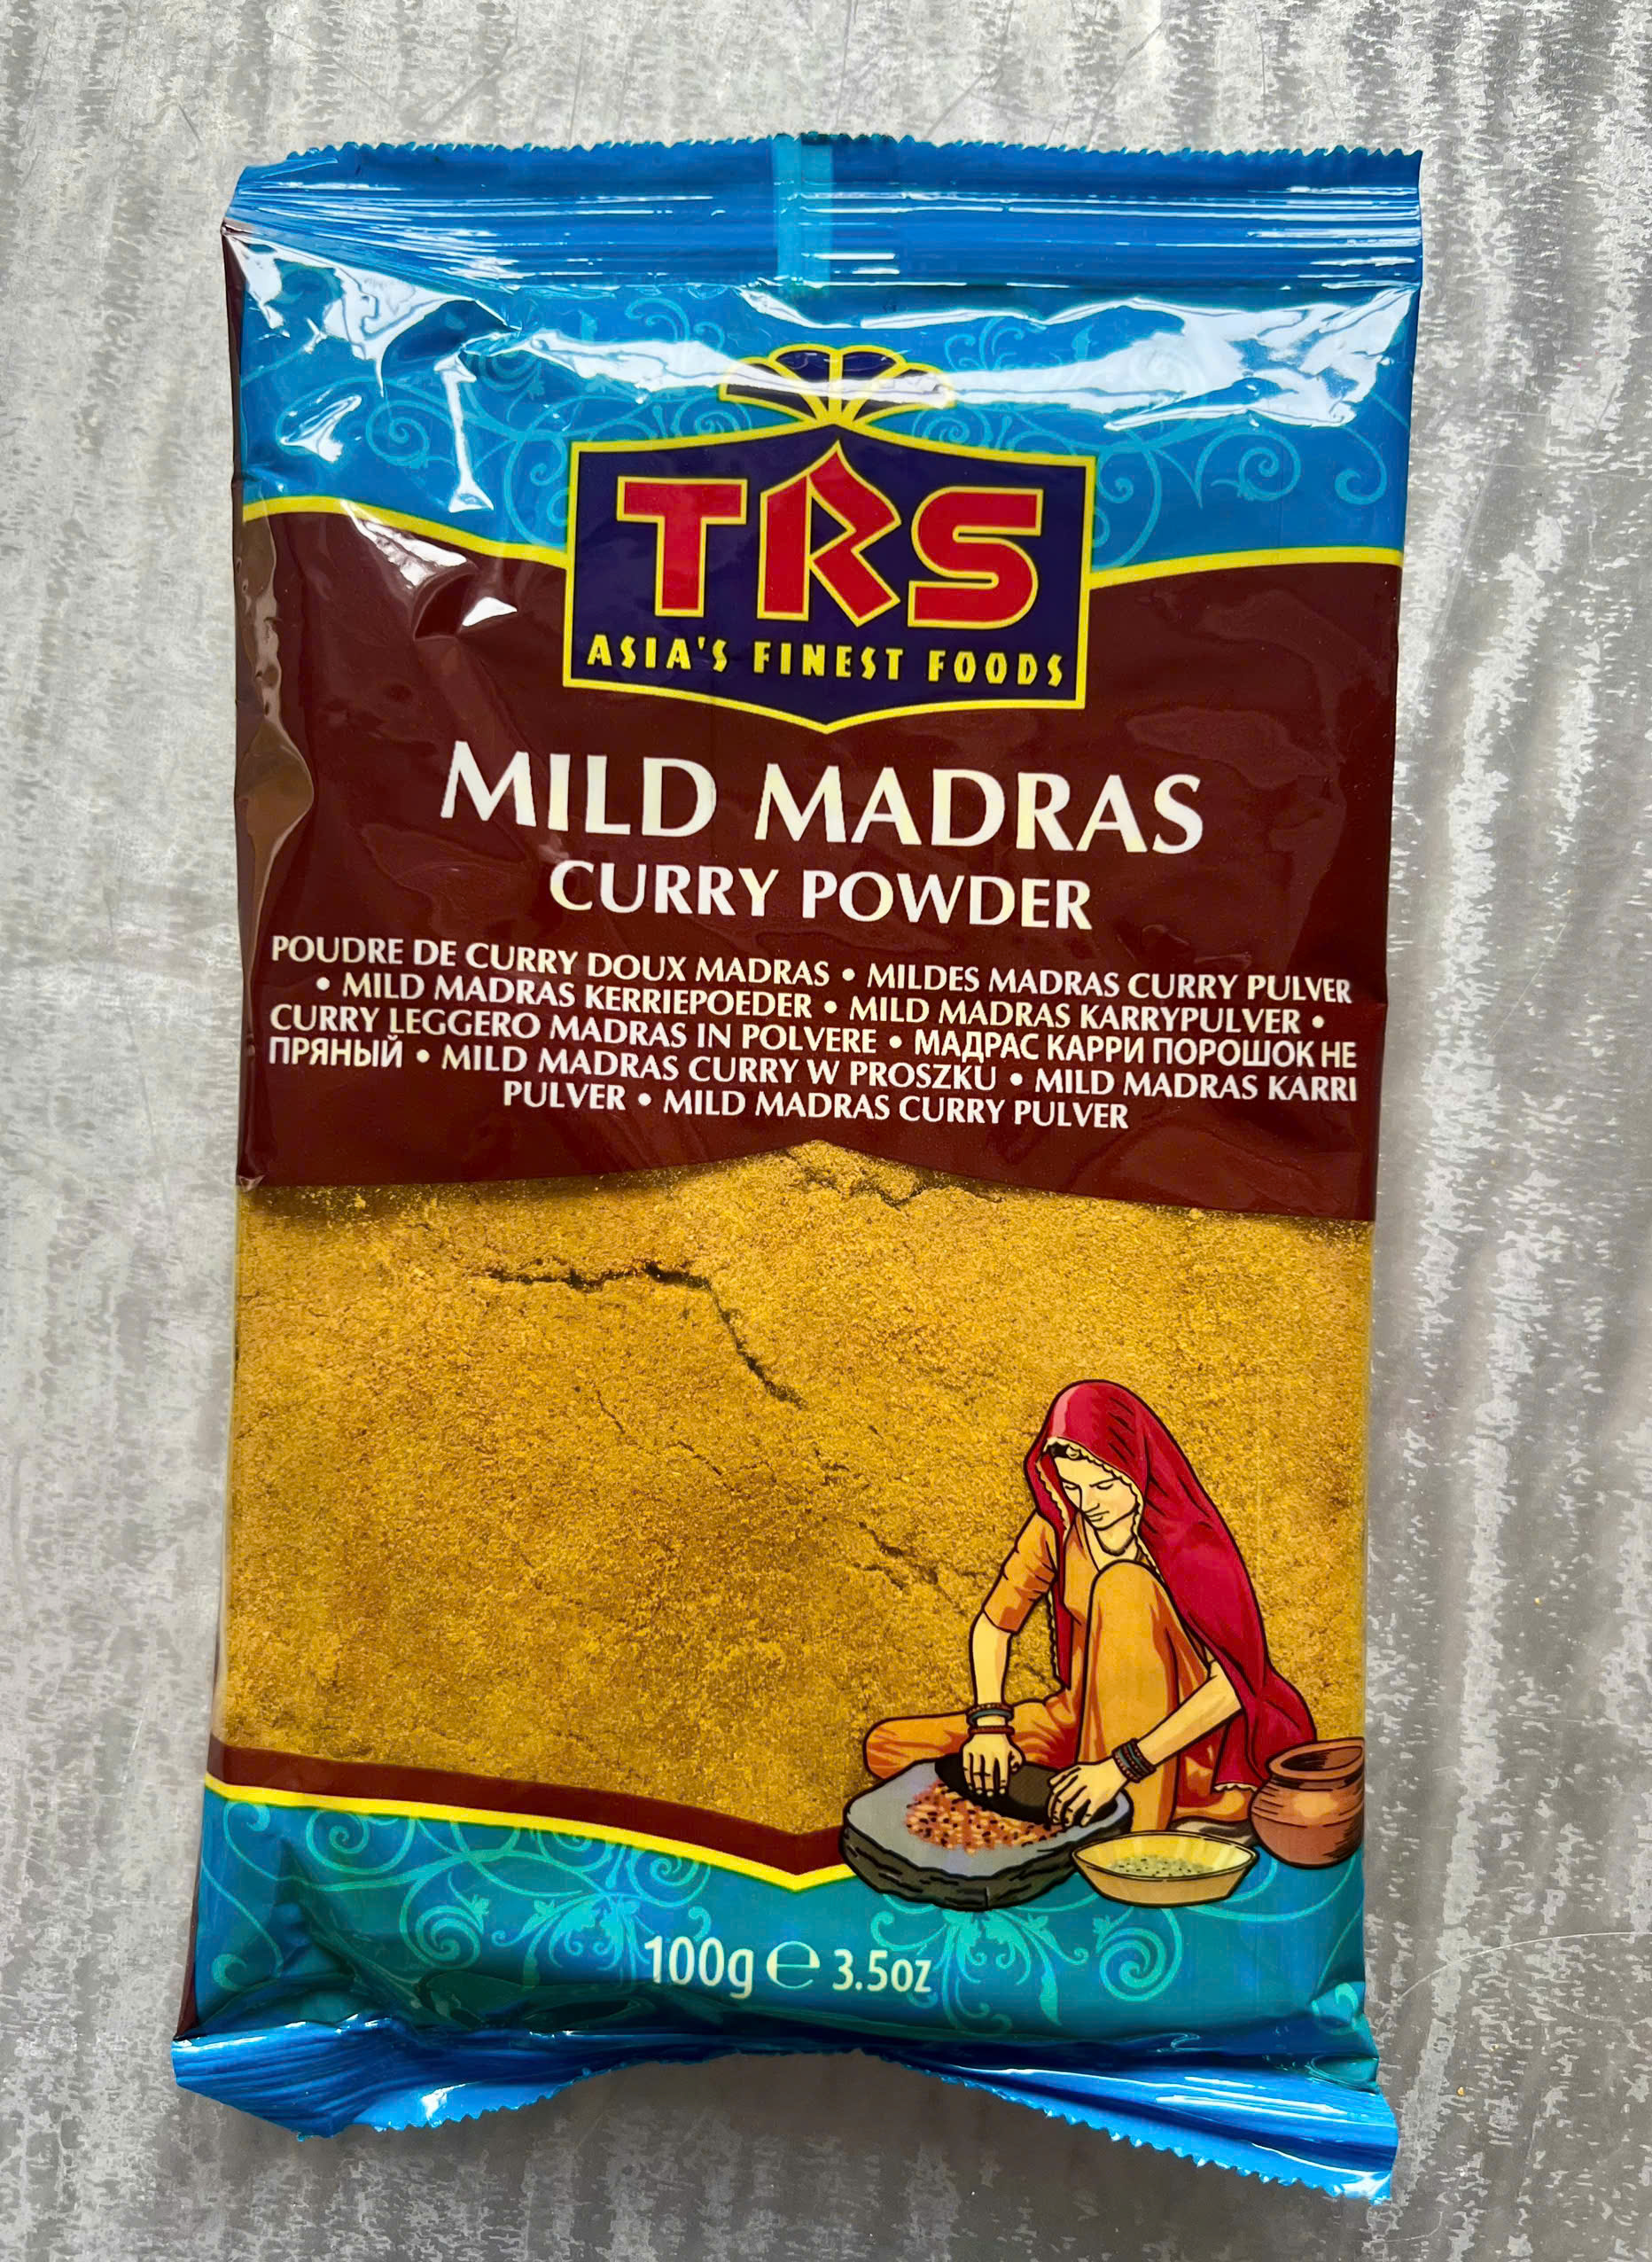 TRS
ASIA'S FINEST FOODS
MILD MADRAS
CURRY POWDER
POUDRE DE CURRY DOUX MADRAS • MILDES MADRAS CURRY PULVER
• MILD MADRAS KERRIEPOEDER • MILD MADRAS KARRYPULVER •
CURRY LEGGERO MADRAS IN POLVERE • МАДРАС КАРРИ ПОРОШОК НЕ
ПРЯНЫЙ • MILD MADRAS CURRY W PROSZKU • MILD MADRAS KARRI
PULVER • MILD MADRAS CURRY PULVER
100g ℮ 3.5oz